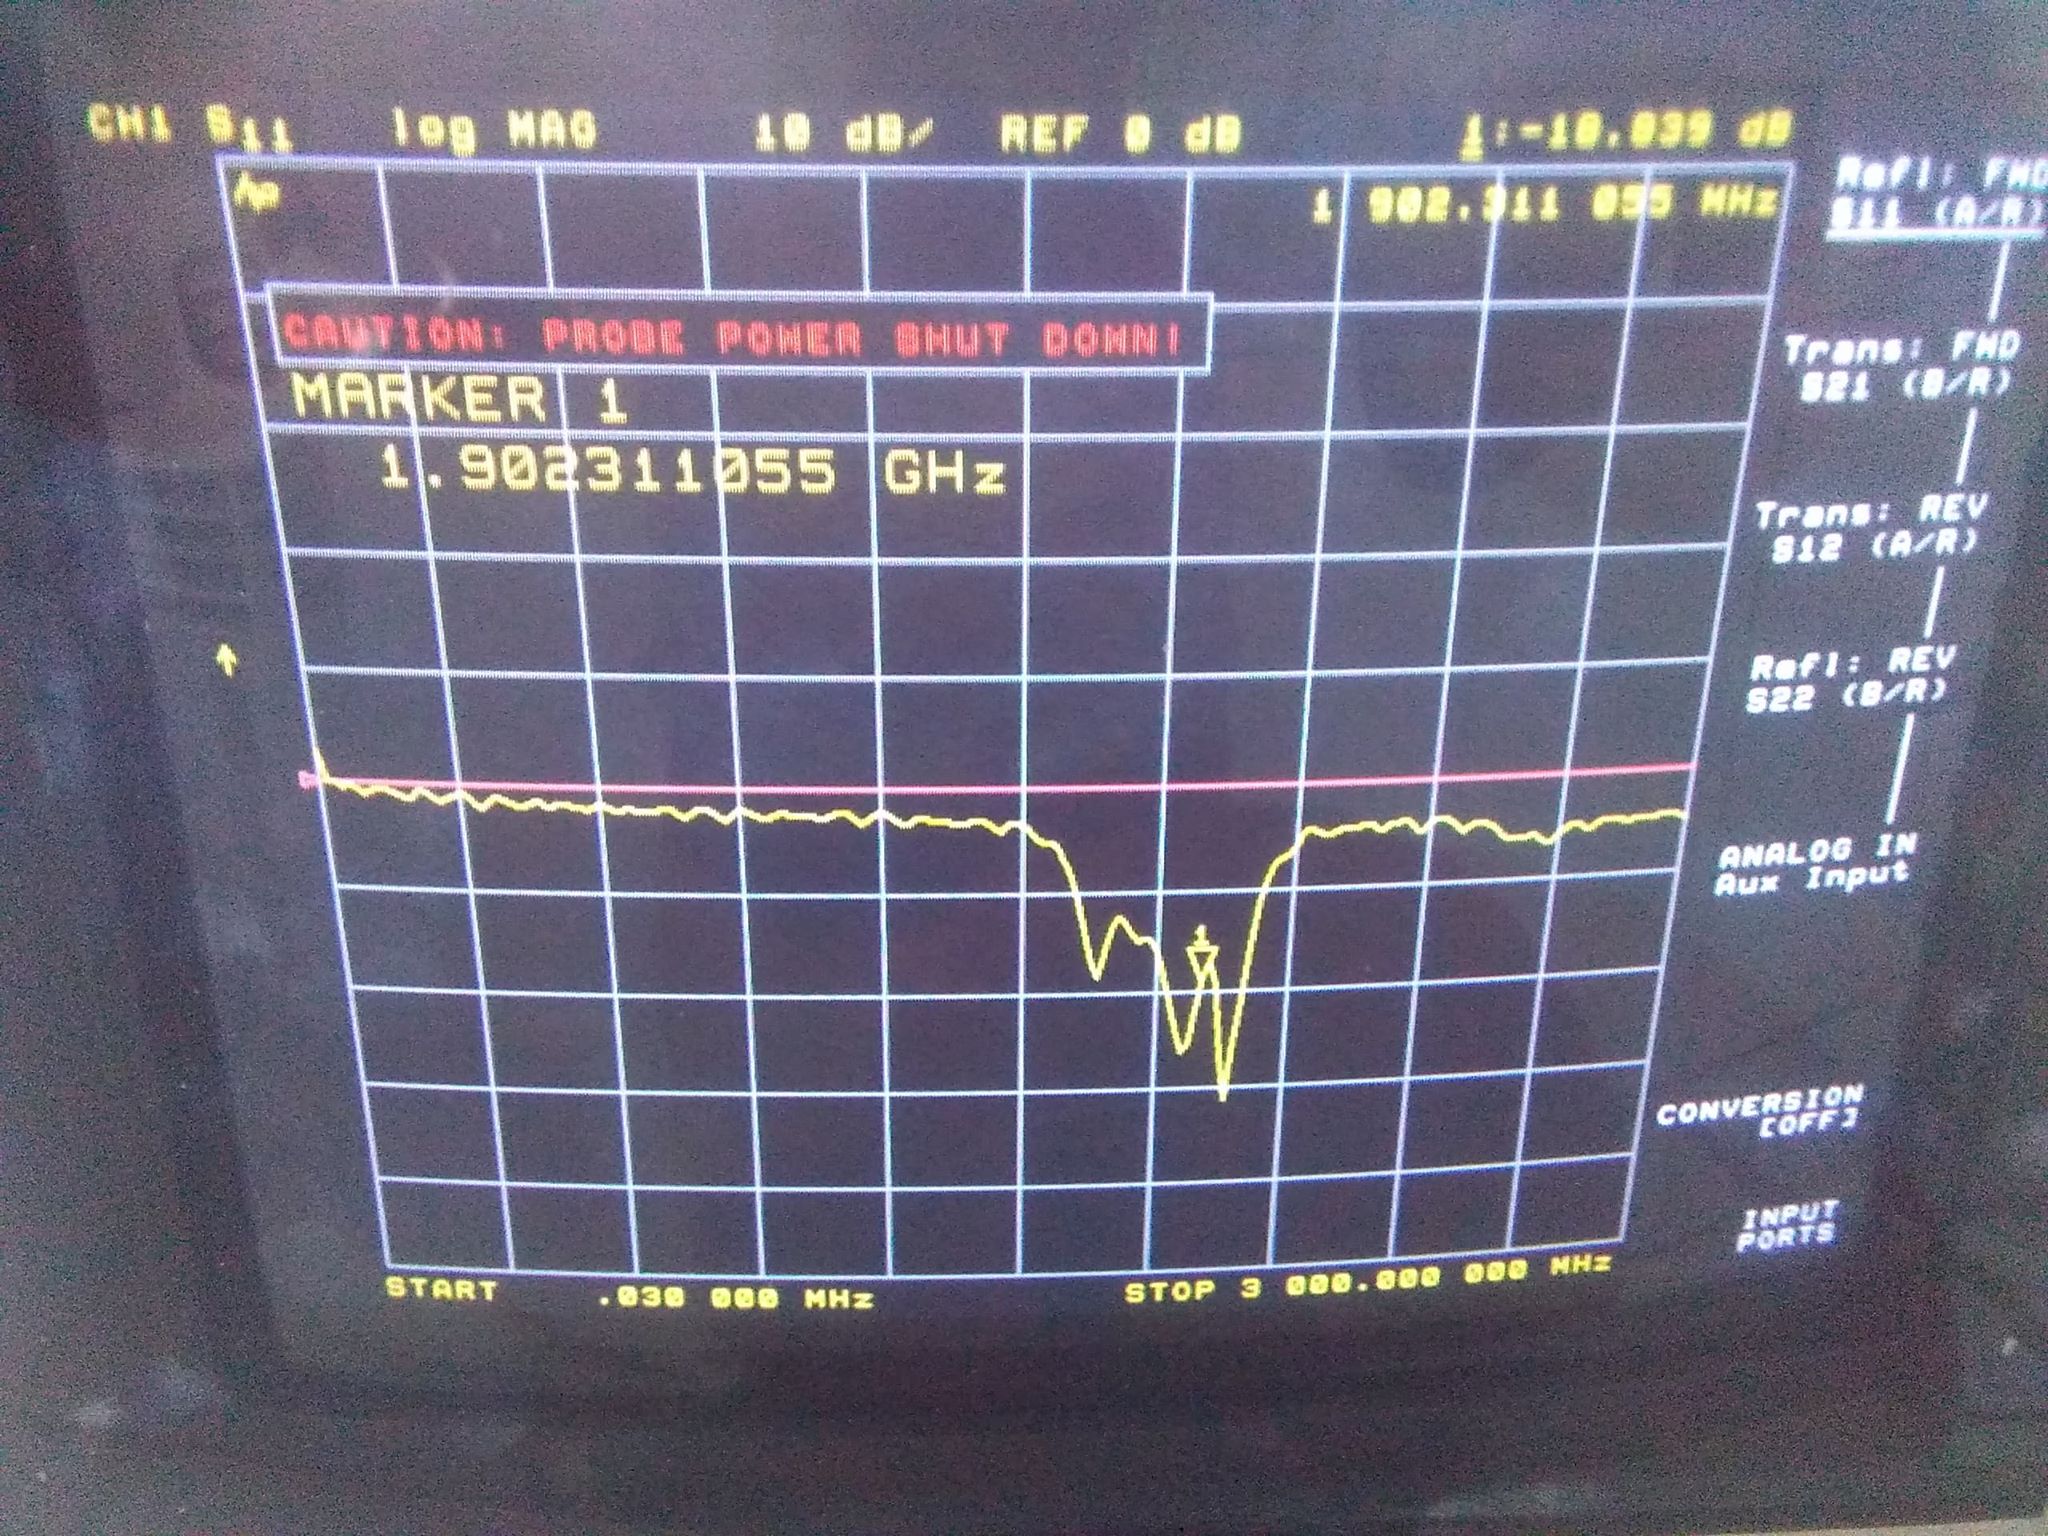 CH1 S11 log MAG 10 dB/ REF 0 dB 1:-18.039 dB
hp
1 902.311 055 MHz
CAUTION: PROBE POWER SHUT DOWN!
MARKER 1
1.902311055 GHz
1
START .030 000 MHz STOP 3 000.000 000 MHz
Refl: FWD
S11 (A/R)
Trans: FWD
S21 (B/R)
Trans: REV
S12 (A/R)
Refl: REV
S22 (B/R)
ANALOG IN
Aux Input
CONVERSION
[OFF]
INPUT
PORTS